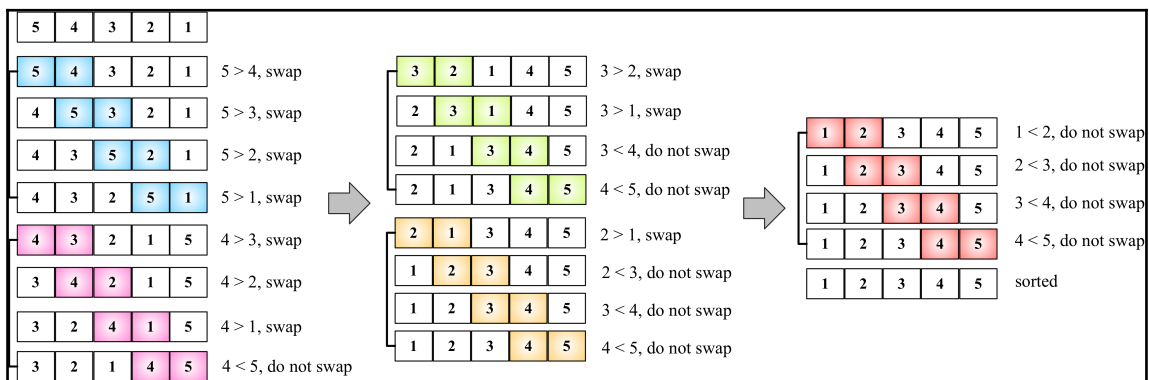 5 4 3 2 1
5 4 3 2 1 5 > 4, swap
4 5 3 2 1 5 > 3, swap
4 3 5 2 1 5 > 2, swap
4 3 2 5 1 5 > 1, swap
4 3 2 1 5 4 > 3, swap
3 4 2 1 5 4 > 2, swap
3 2 4 1 5 4 > 1, swap
3 2 1 4 5 4 < 5, do not swap
3 2 1 4 5 3 > 2, swap
2 3 1 4 5 3 > 1, swap
2 1 3 4 5 3 < 4, do not swap
2 1 3 4 5 4 < 5, do not swap
2 1 3 4 5 2 > 1, swap
1 2 3 4 5 2 < 3, do not swap
1 2 3 4 5 3 < 4, do not swap
1 2 3 4 5 4 < 5, do not swap
1 2 3 4 5 1 < 2, do not swap
1 2 3 4 5 2 < 3, do not swap
1 2 3 4 5 3 < 4, do not swap
1 2 3 4 5 4 < 5, do not swap
1 2 3 4 5 sorted